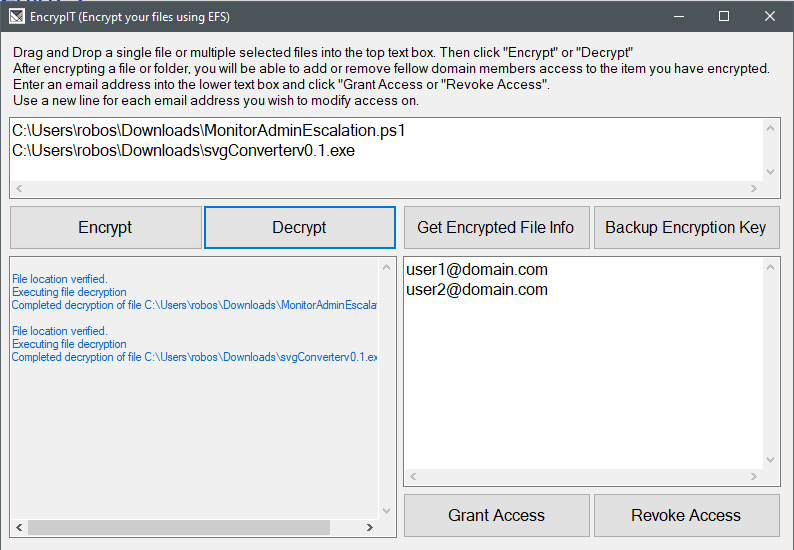 EncrypIT (Encrypt your files using EFS)
Drag and Drop a single file or multiple selected files into the top text box. Then click "Encrypt" or "Decrypt"
After encrypting a file or folder, you will be able to add or remove fellow domain members access to the item you have encrypted.
Enter an email address into the lower text box and click "Grant Access or "Revoke Access".
Use a new line for each email address you wish to modify access on.
C:\Users\robos\Downloads\MonitorAdminEscalation.ps1
C:\Users\robos\Downloads\svgConverterv0.1.exe
Encrypt
Decrypt
Get Encrypted File Info
Backup Encryption Key
File location verified.
Executing file decryption
Completed decryption of file C:\Users\robos\Downloads\MonitorAdminEscala
File location verified.
Executing file decryption
Completed decryption of file C:\Users\robos\Downloads\svgConverterv0.1.ex
user1@domain.com
user2@domain.com
Grant Access
Revoke Access